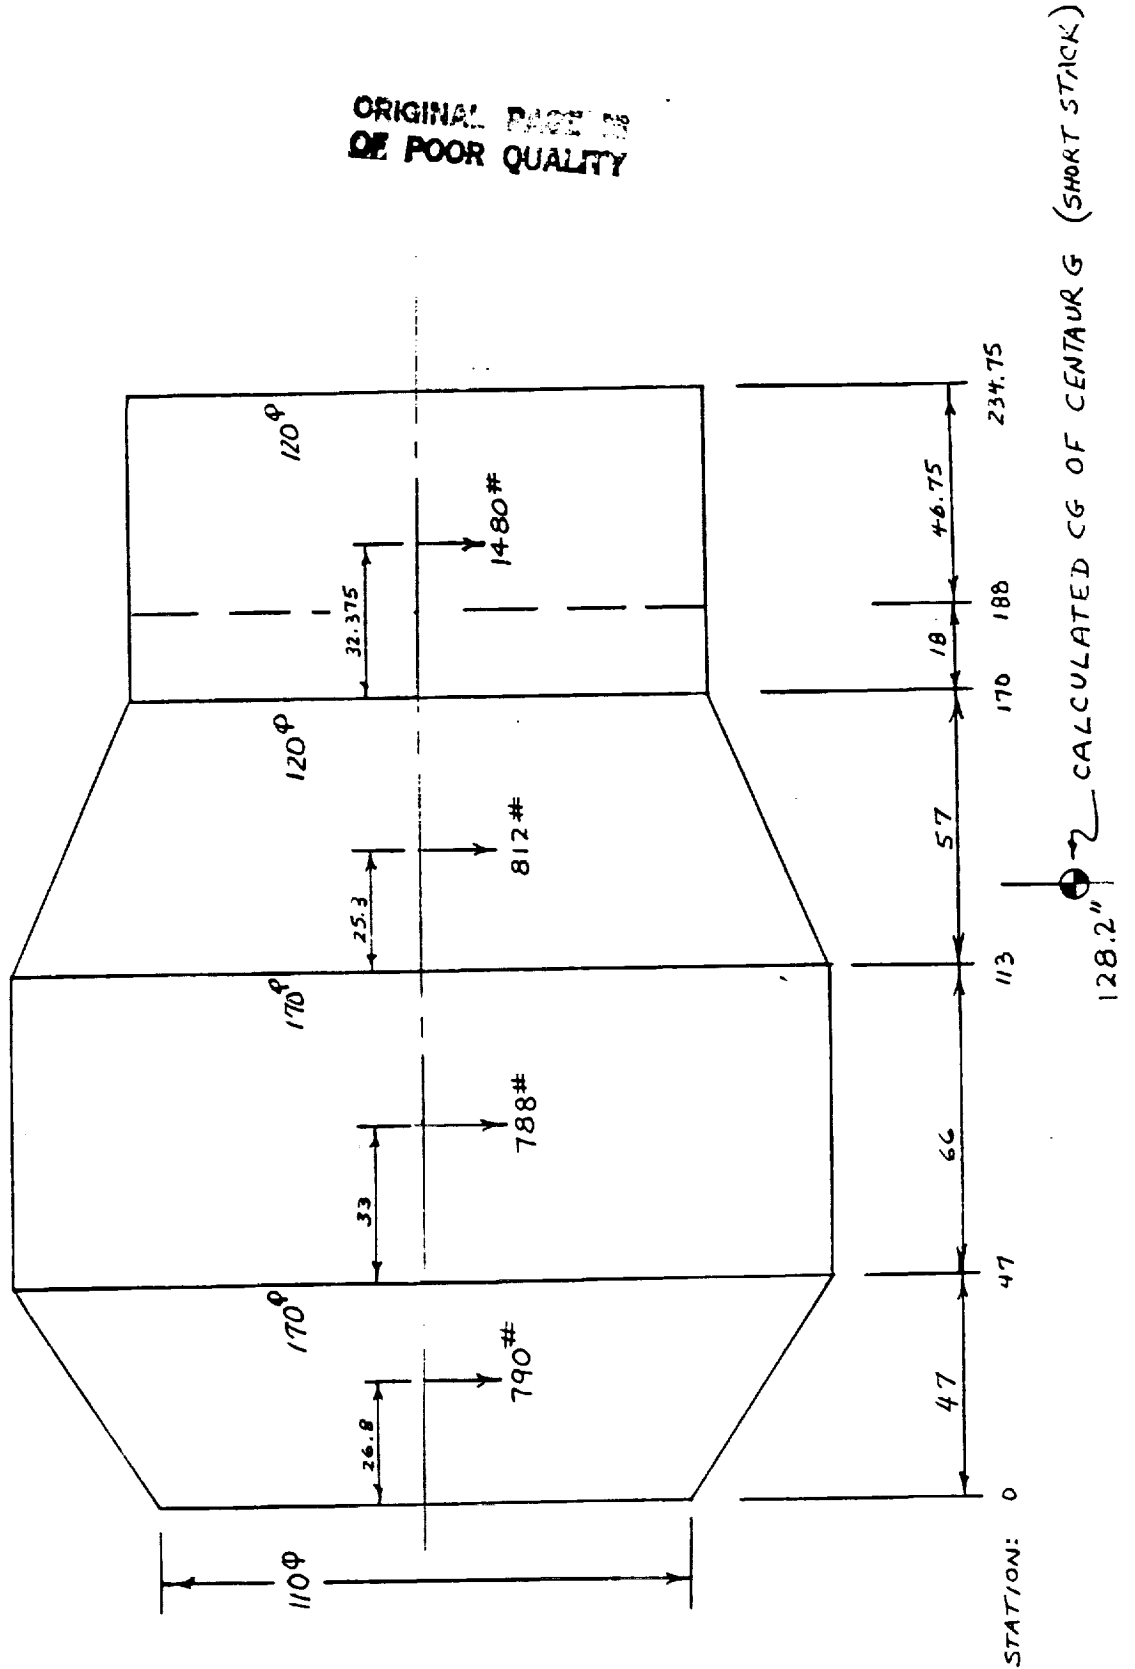 ORIGINAL PAGE IS
OF POOR QUALITY
110φ
26.8
790#
170φ
33
788#
170φ
25.3
812#
120φ
32.375
1480#
120φ
47
66
57
18
46.75
STATION: 0 47 113 170 188 234.75
128.2"
CALCULATED CG OF CENTAUR G (SHORT STACK)